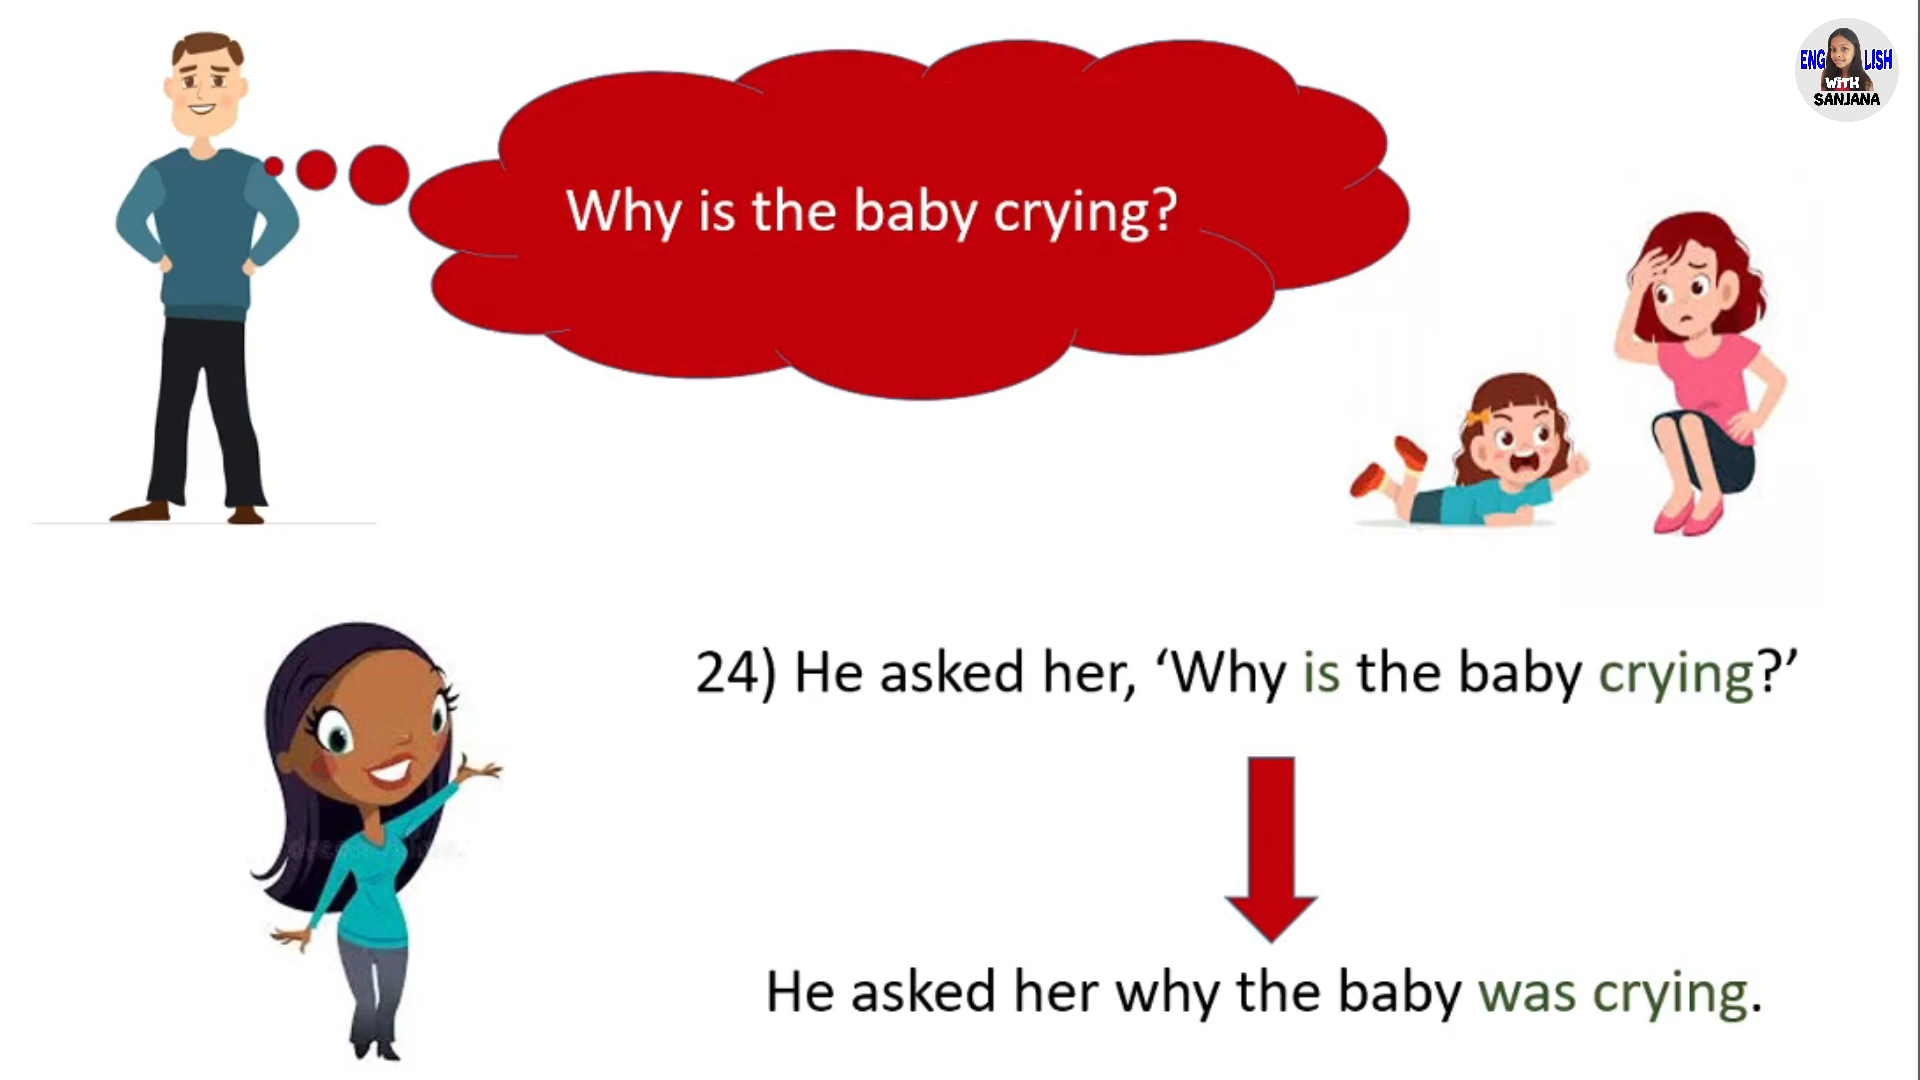 ENG LISH
WITH
SANJANA
Why is the baby crying?
24) He asked her, ‘Why is the baby crying?’
He asked her why the baby was crying.